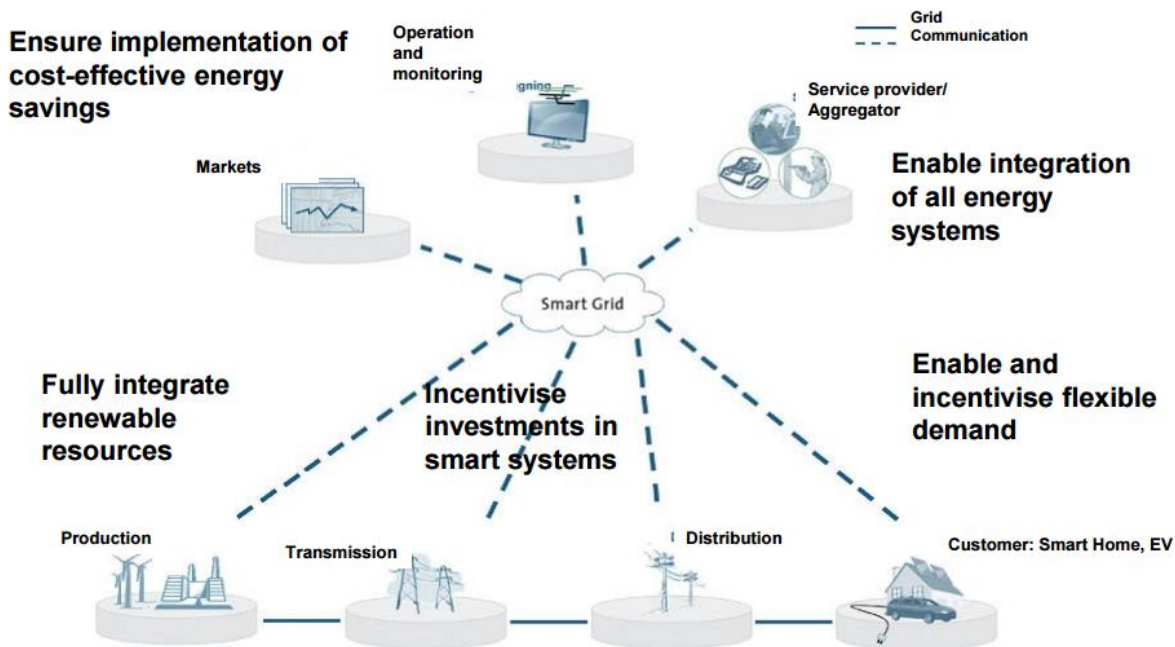 Ensure implementation of
cost-effective energy
savings
Operation
and
monitoring
Grid
Communication
Service provider/
Aggregator
Markets
Enable integration
of all energy
systems
Smart Grid
Fully integrate
renewable
resources
Incentivise
investments in
smart systems
Enable and
incentivise flexible
demand
Production
Transmission
Distribution
Customer: Smart Home, EV